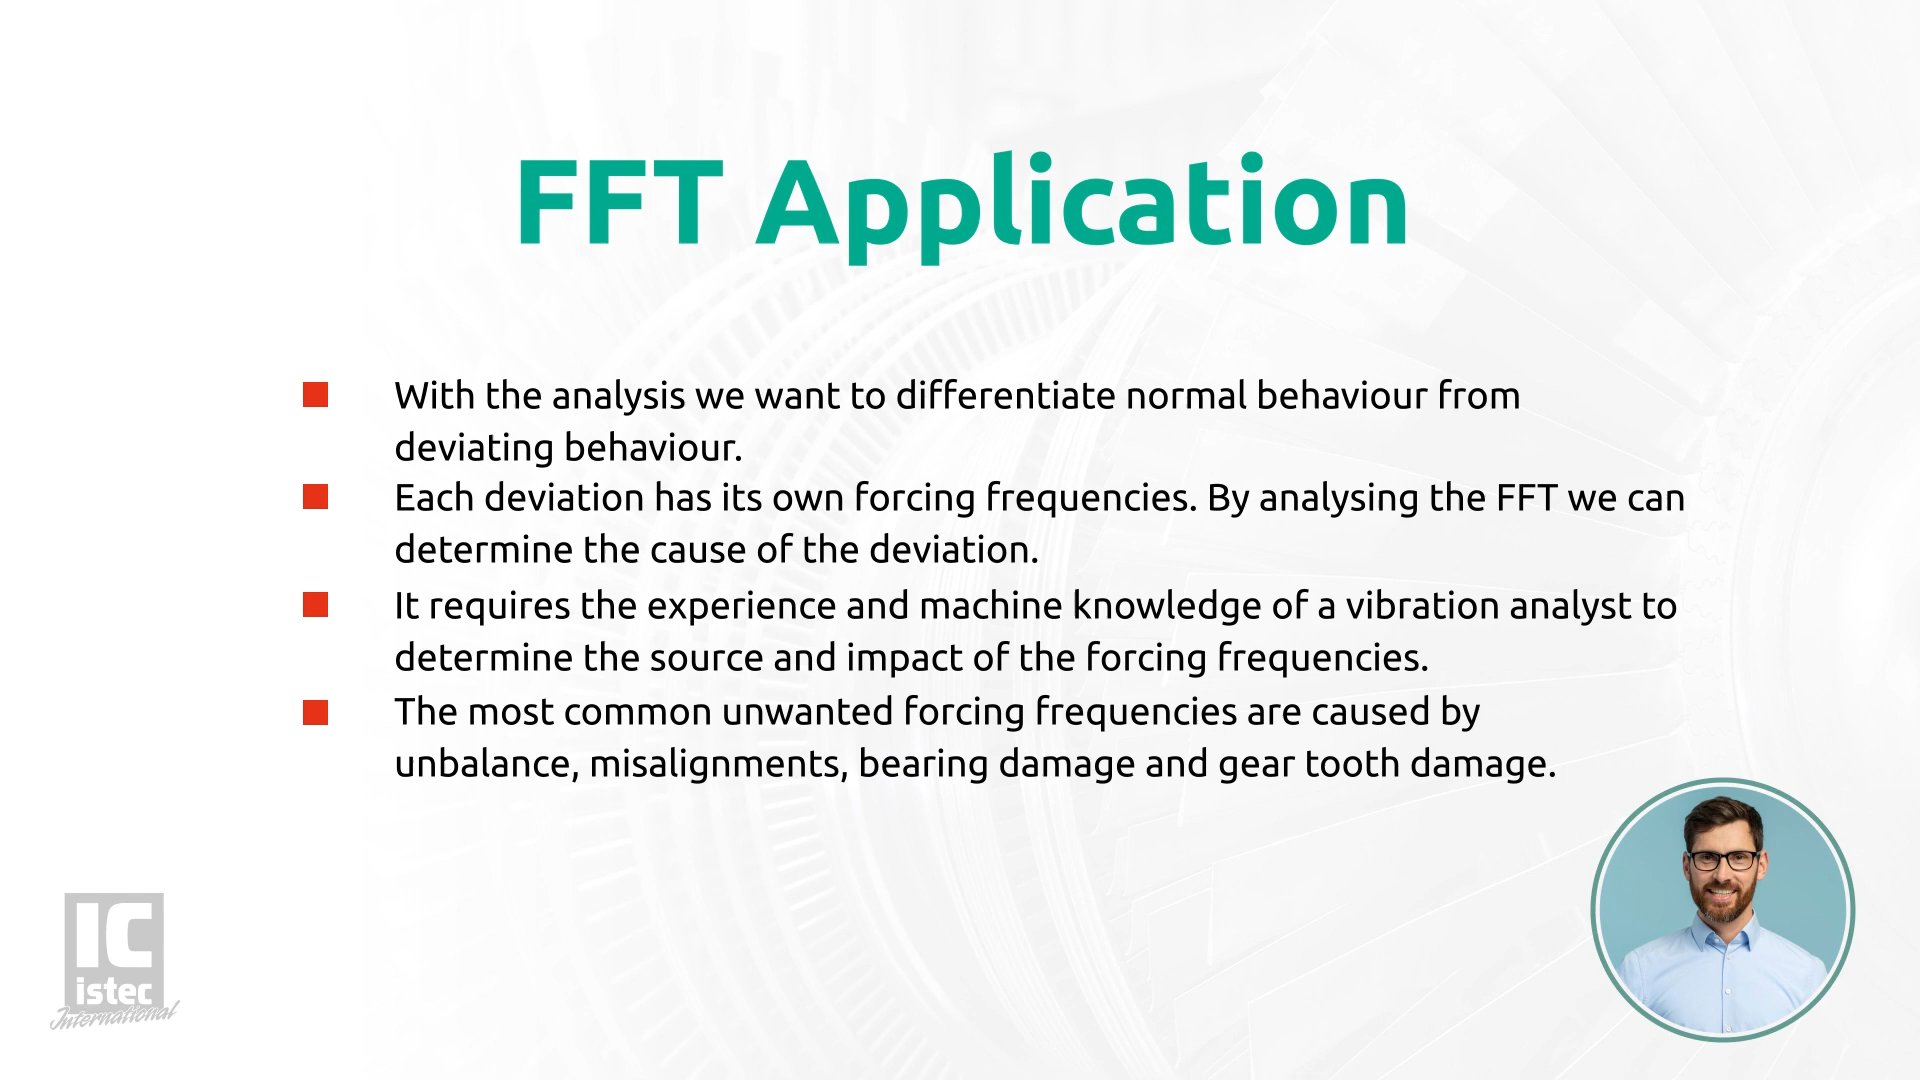 FFT Application
With the analysis we want to differentiate normal behaviour from
deviating behaviour.
Each deviation has its own forcing frequencies. By analysing the FFT we can
determine the cause of the deviation.
It requires the experience and machine knowledge of a vibration analyst to
determine the source and impact of the forcing frequencies.
The most common unwanted forcing frequencies are caused by
unbalance, misalignments, bearing damage and gear tooth damage.
IC
istec
International